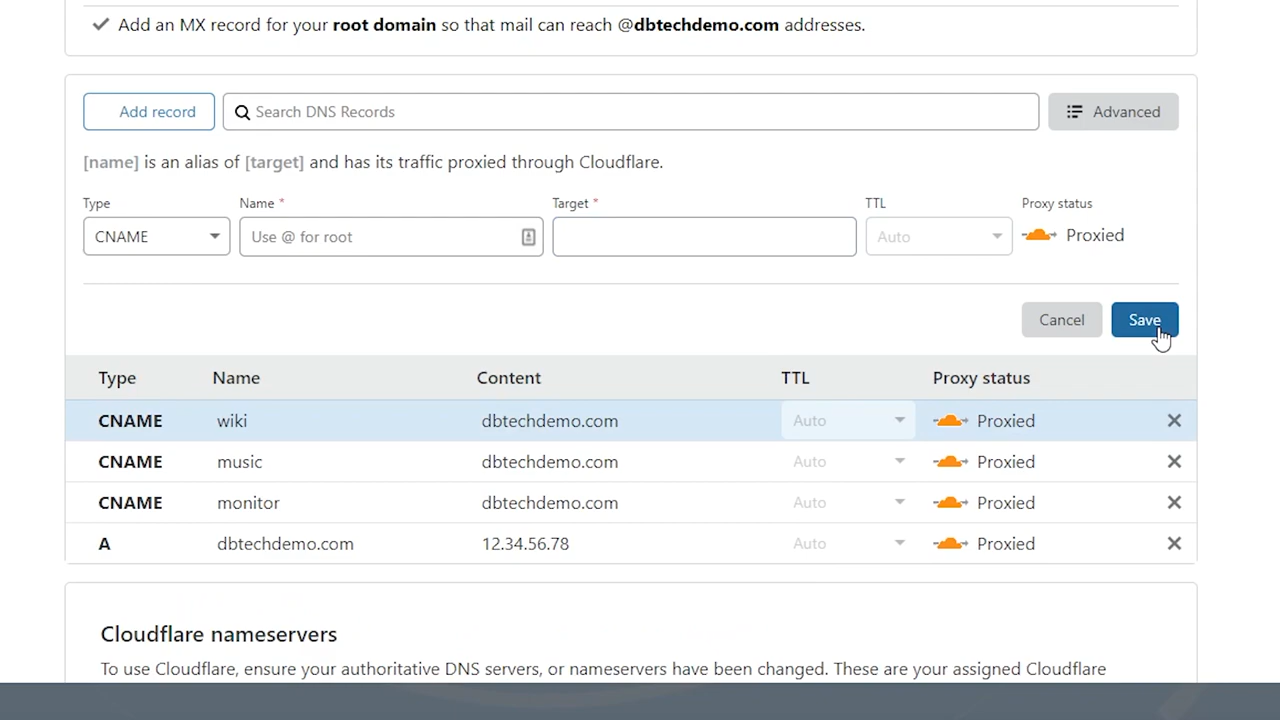 Add an MX record for your root domain so that mail can reach @dbtechdemo.com addresses.
Add record
Search DNS Records
Advanced
[name] is an alias of [target] and has its traffic proxied through Cloudflare.
Type Name * Target * TTL Proxy status
CNAME Use @ for root Auto Proxied
Cancel Save
Type Name Content TTL Proxy status
CNAME wiki dbtechdemo.com Auto Proxied
CNAME music dbtechdemo.com Auto Proxied
CNAME monitor dbtechdemo.com Auto Proxied
A dbtechdemo.com 12.34.56.78 Auto Proxied
Cloudflare nameservers
To use Cloudflare, ensure your authoritative DNS servers, or nameservers have been changed. These are your assigned Cloudflare